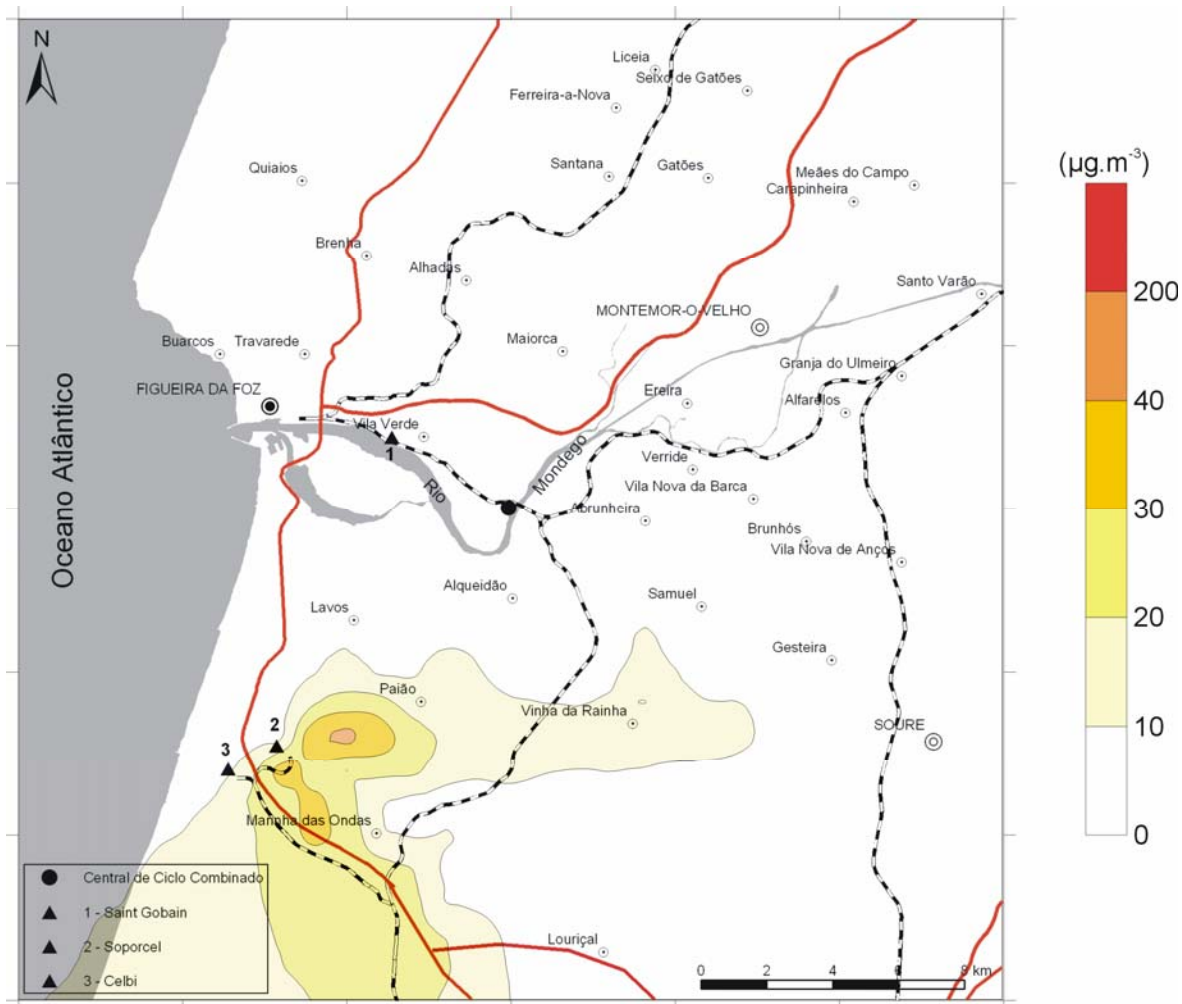 N
Liceia
Seixo de Gatões
Ferreira-a-Nova
Santana
Gatões
Quiaios
Meães do Campo
Carapinheira
Brenha
Alhadas
Santo Varão
MONTEMOR-O-VELHO
Buarcos
Travarede
Maiorca
Granja do Ulmeiro
FIGUEIRA DA FOZ
Ereira
Alfarelos
Vila Verde
1
Rio
Mondego
Verride
Vila Nova da Barca
Abrunheira
Brunhós
Vila Nova de Anços
Oceano Atlântico
Alqueidão
Samuel
Lavos
Gesteira
Paião
Vinha da Rainha
SOURE
2
3
Marinha das Ondas
Louriçal
Central de Ciclo Combinado
1 - Saint Gobain
2 - Soporcel
3 - Celbi
0 2 4 6 8 km
(µg.m⁻³)
200
40
30
20
10
0